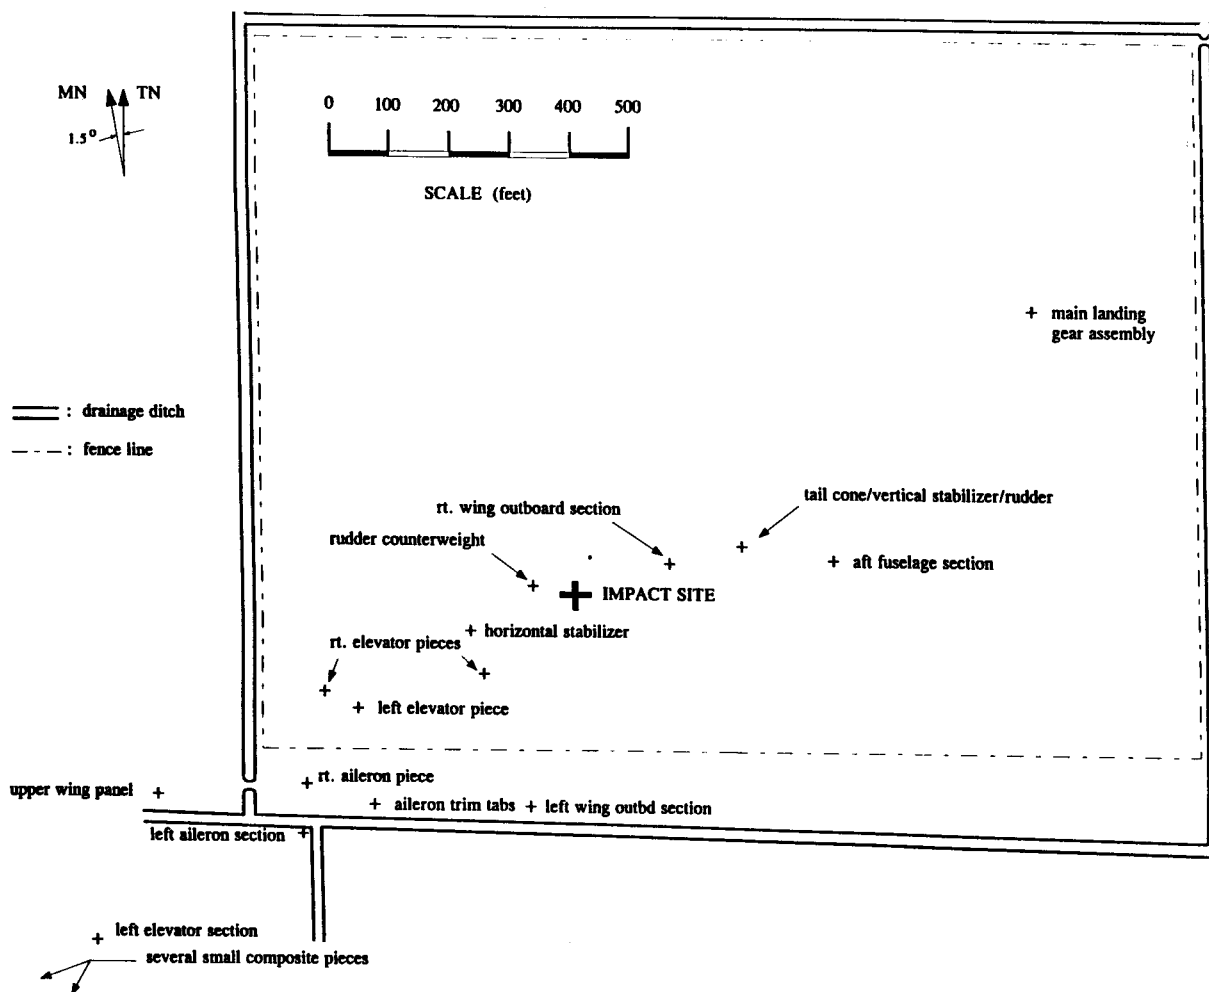 MN TN
1.5°
0 100 200 300 400 500
SCALE (feet)
main landing
gear assembly
: drainage ditch
: fence line
tail cone/vertical stabilizer/rudder
rt. wing outboard section
rudder counterweight
aft fuselage section
IMPACT SITE
horizontal stabilizer
rt. elevator pieces
left elevator piece
rt. aileron piece
upper wing panel
aileron trim tabs
left wing outbd section
left aileron section
left elevator section
several small composite pieces